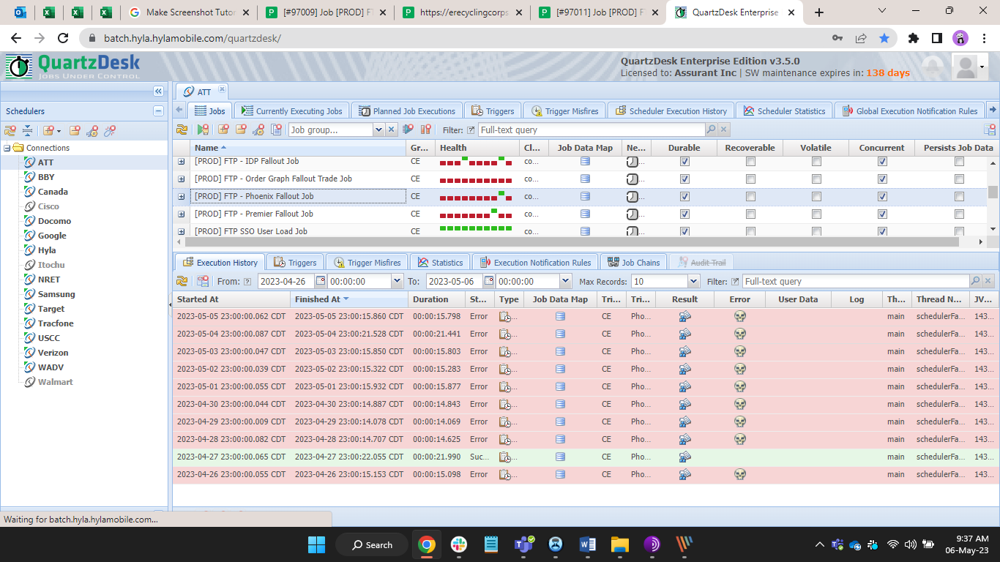 Make Screenshot Tutor
[#97009] Job [PROD] FT
https://erecyclingcorps
[#97011] Job [PROD] FT
QuartzDesk Enterprise
batch.hyla.hylamobile.com/quartzdesk/
QuartzDesk
JOBS UNDER CONTROL
QuartzDesk Enterprise Edition v3.5.0
Licensed to: Assurant Inc | SW maintenance expires in: 138 days
Schedulers
Connections
ATT
BBY
Canada
Cisco
Docomo
Google
Hyla
Itochu
NRET
Samsung
Target
Tracfone
USCC
Verizon
WADV
Walmart
ATT
Jobs Currently Executing Jobs Planned Job Executions Triggers Trigger Misfires Scheduler Execution History Scheduler Statistics Global Execution Notification Rules
Job group... Filter: ? Full-text query
Name Gr... Health Cl... Job Data Map Ne... Durable Recoverable Volatile Concurrent Persists Job Data
[PROD] FTP - IDP Fallout Job CE co... ...
[PROD] FTP - Order Graph Fallout Trade Job CE co... ...
[PROD] FTP - Phoenix Fallout Job CE co... ...
[PROD] FTP - Premier Fallout Job CE co... ...
[PROD] FTP SSO User Load Job CE co... ...
Execution History Triggers Trigger Misfires Statistics Execution Notification Rules Job Chains Audit Trail
From: ? 2023-04-26 00:00:00 To: 2023-05-06 00:00:00 Max Records: 10 Filter: ? Full-text query
Started At Finished At Duration St... Type Job Data Map Tri... Tri... Result Error User Data Log Th... Thread N... JV...
2023-05-05 23:00:00.062 CDT 2023-05-05 23:00:15.860 CDT 00:00:15.798 Error ... CE Pho... main schedulerFa... 143...
2023-05-04 23:00:00.087 CDT 2023-05-04 23:00:21.528 CDT 00:00:21.441 Error ... CE Pho... main schedulerFa... 143...
2023-05-03 23:00:00.047 CDT 2023-05-03 23:00:15.850 CDT 00:00:15.803 Error ... CE Pho... main schedulerFa... 143...
2023-05-02 23:00:00.039 CDT 2023-05-02 23:00:15.322 CDT 00:00:15.283 Error ... CE Pho... main schedulerFa... 143...
2023-05-01 23:00:00.055 CDT 2023-05-01 23:00:15.932 CDT 00:00:15.877 Error ... CE Pho... main schedulerFa... 143...
2023-04-30 23:00:00.044 CDT 2023-04-30 23:00:14.887 CDT 00:00:14.843 Error ... CE Pho... main schedulerFa... 143...
2023-04-29 23:00:00.009 CDT 2023-04-29 23:00:14.078 CDT 00:00:14.069 Error ... CE Pho... main schedulerFa... 143...
2023-04-28 23:00:00.082 CDT 2023-04-28 23:00:14.707 CDT 00:00:14.625 Error ... CE Pho... main schedulerFa... 143...
2023-04-27 23:00:00.065 CDT 2023-04-27 23:00:22.055 CDT 00:00:21.990 Suc... ... CE Pho... main schedulerFa... 143...
2023-04-26 23:00:00.055 CDT 2023-04-26 23:00:15.153 CDT 00:00:15.098 Error ... CE Pho... main schedulerFa... 143...
Waiting for batch.hyla.hylamobile.com...
Search
9:37 AM
06-May-23